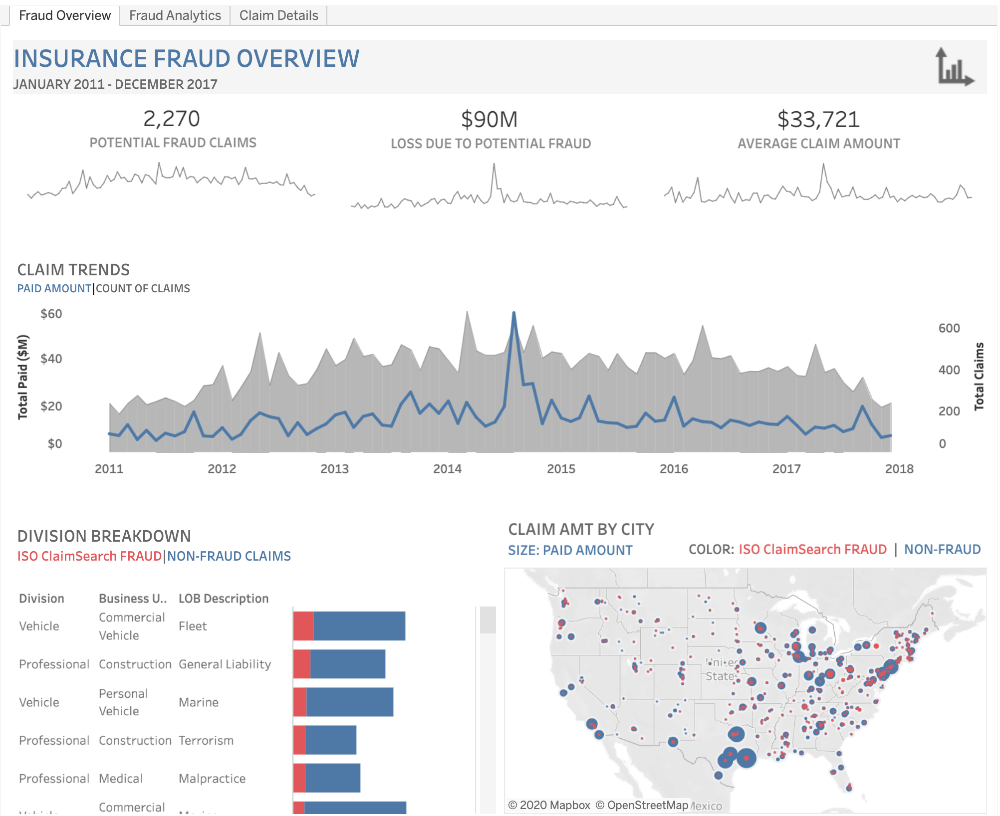 Fraud Overview
Fraud Analytics
Claim Details
INSURANCE FRAUD OVERVIEW
JANUARY 2011 - DECEMBER 2017
2,270
POTENTIAL FRAUD CLAIMS
$90M
LOSS DUE TO POTENTIAL FRAUD
$33,721
AVERAGE CLAIM AMOUNT
CLAIM TRENDS
PAID AMOUNT|COUNT OF CLAIMS
Total Paid ($M)
$60
$40
$20
$0
600
400
200
0
Total Claims
2011 2012 2013 2014 2015 2016 2017 2018
DIVISION BREAKDOWN
ISO ClaimSearch FRAUD|NON-FRAUD CLAIMS
Division Business U.. LOB Description
Vehicle Commercial Vehicle Fleet
Professional Construction General Liability
Vehicle Personal Vehicle Marine
Professional Construction Terrorism
Professional Medical Malpractice
Commercial
CLAIM AMT BY CITY
SIZE: PAID AMOUNT
COLOR: ISO ClaimSearch FRAUD | NON-FRAUD
United
States
© 2020 Mapbox © OpenStreetMap
Mexico